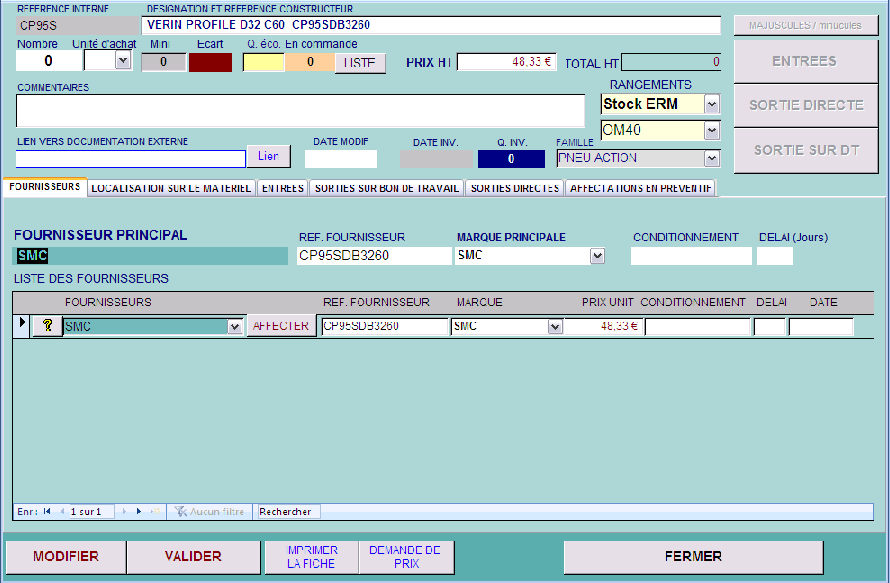 REFERENCE INTERNE DESIGNATION ET REFERENCE CONSTRUCTEUR
CP95S VERIN PROFILE D32 C60 CP95SDB3260 MAJUSCULES / minucules
Nombre Unité d'achat Mini Ecart Q. éco. En commande
0 0 0 LISTE PRIX HT 48,33 € TOTAL HT 0 ENTREES
COMMENTAIRES RANGEMENTS
Stock ERM SORTIE DIRECTE
OM40
LIEN VERS DOCUMENTATION EXTERNE DATE MODIF DATE INV. Q. INV. FAMILLE
Lien 0 PNEU ACTION SORTIE SUR DT
FOURNISSEURS LOCALISATION SUR LE MATERIEL ENTREES SORTIES SUR BON DE TRAVAIL SORTIES DIRECTES AFFECTATIONS EN PREVENTIF
FOURNISSEUR PRINCIPAL REF. FOURNISSEUR MARQUE PRINCIPALE CONDITIONNEMENT DELAI (Jours)
SMC CP95SDB3260 SMC
LISTE DES FOURNISSEURS
FOURNISSEURS REF. FOURNISSEUR MARQUE PRIX UNIT CONDITIONNEMENT DELAI DATE
? SMC AFFECTER CP95SDB3260 SMC 48,33 €
Enr : 1 sur 1 Aucun filtre Rechercher
MODIFIER VALIDER IMPRIMER LA FICHE DEMANDE DE PRIX FERMER